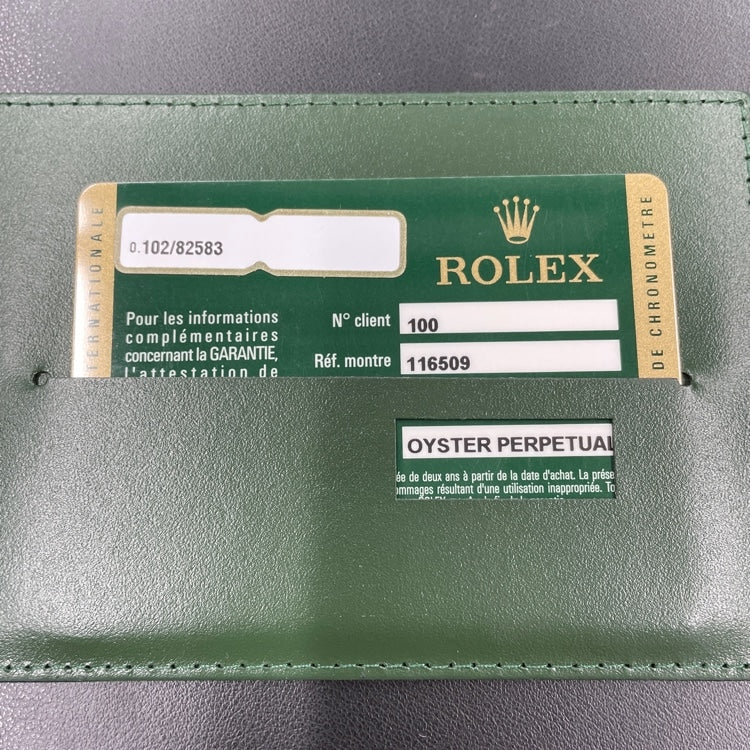 TERNATIONALE
0.102/82583
ROLEX
DE CHRONOMETRE
Pour les informations
complémentaires
concernant la GARANTIE,
l'attestation de
N° client 100
Réf. montre 116509
OYSTER PERPETUAL
ée de deux ans à partir de la date d'achat. La prése
ommages résultant d'une utilisation inappropriée. To